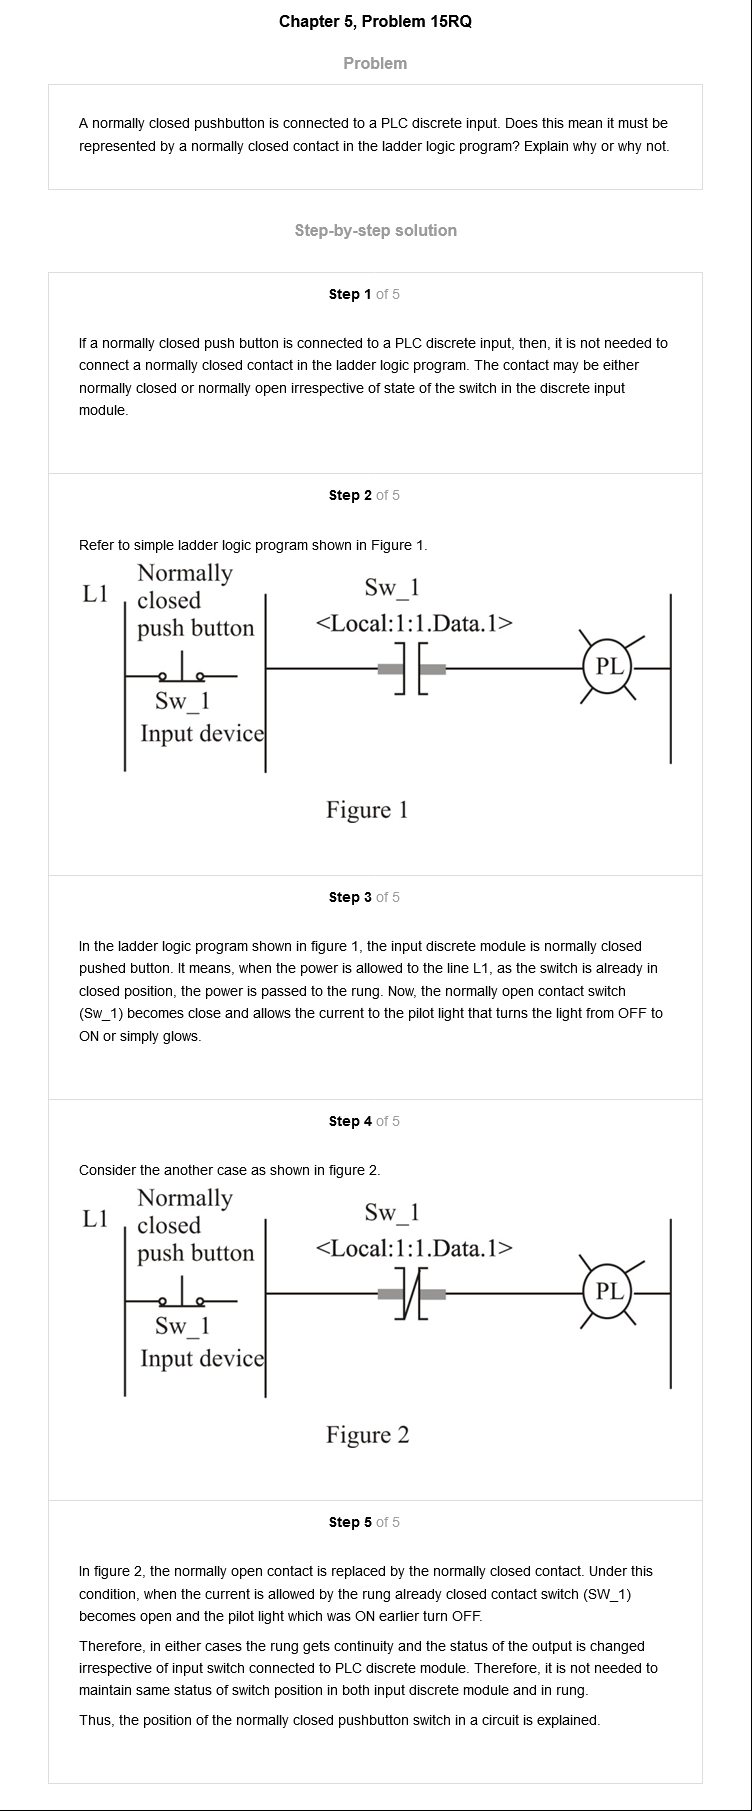 Chapter 5, Problem 15RQ
Problem
A normally closed pushbutton is connected to a PLC discrete input. Does this mean it must be
represented by a normally closed contact in the ladder logic program? Explain why or why not.
Step-by-step solution
Step 1 of 5
If a normally closed push button is connected to a PLC discrete input, then, it is not needed to
connect a normally closed contact in the ladder logic program. The contact may be either
normally closed or normally open irrespective of state of the switch in the discrete input
module.
Step 2 of 5
Refer to simple ladder logic program shown in Figure 1.
L1
Normally
closed
push button
Sw_1
Input device
Sw_1
<Local:1:1.Data.1>
PL
Figure 1
Step 3 of 5
In the ladder logic program shown in figure 1, the input discrete module is normally closed
pushed button. It means, when the power is allowed to the line L1, as the switch is already in
closed position, the power is passed to the rung. Now, the normally open contact switch
(Sw_1) becomes close and allows the current to the pilot light that turns the light from OFF to
ON or simply glows.
Step 4 of 5
Consider the another case as shown in figure 2.
L1
Normally
closed
push button
Sw_1
Input device
Sw_1
<Local:1:1.Data.1>
PL
Figure 2
Step 5 of 5
In figure 2, the normally open contact is replaced by the normally closed contact. Under this
condition, when the current is allowed by the rung already closed contact switch (SW_1)
becomes open and the pilot light which was ON earlier turn OFF.
Therefore, in either cases the rung gets continuity and the status of the output is changed
irrespective of input switch connected to PLC discrete module. Therefore, it is not needed to
maintain same status of switch position in both input discrete module and in rung.
Thus, the position of the normally closed pushbutton switch in a circuit is explained.